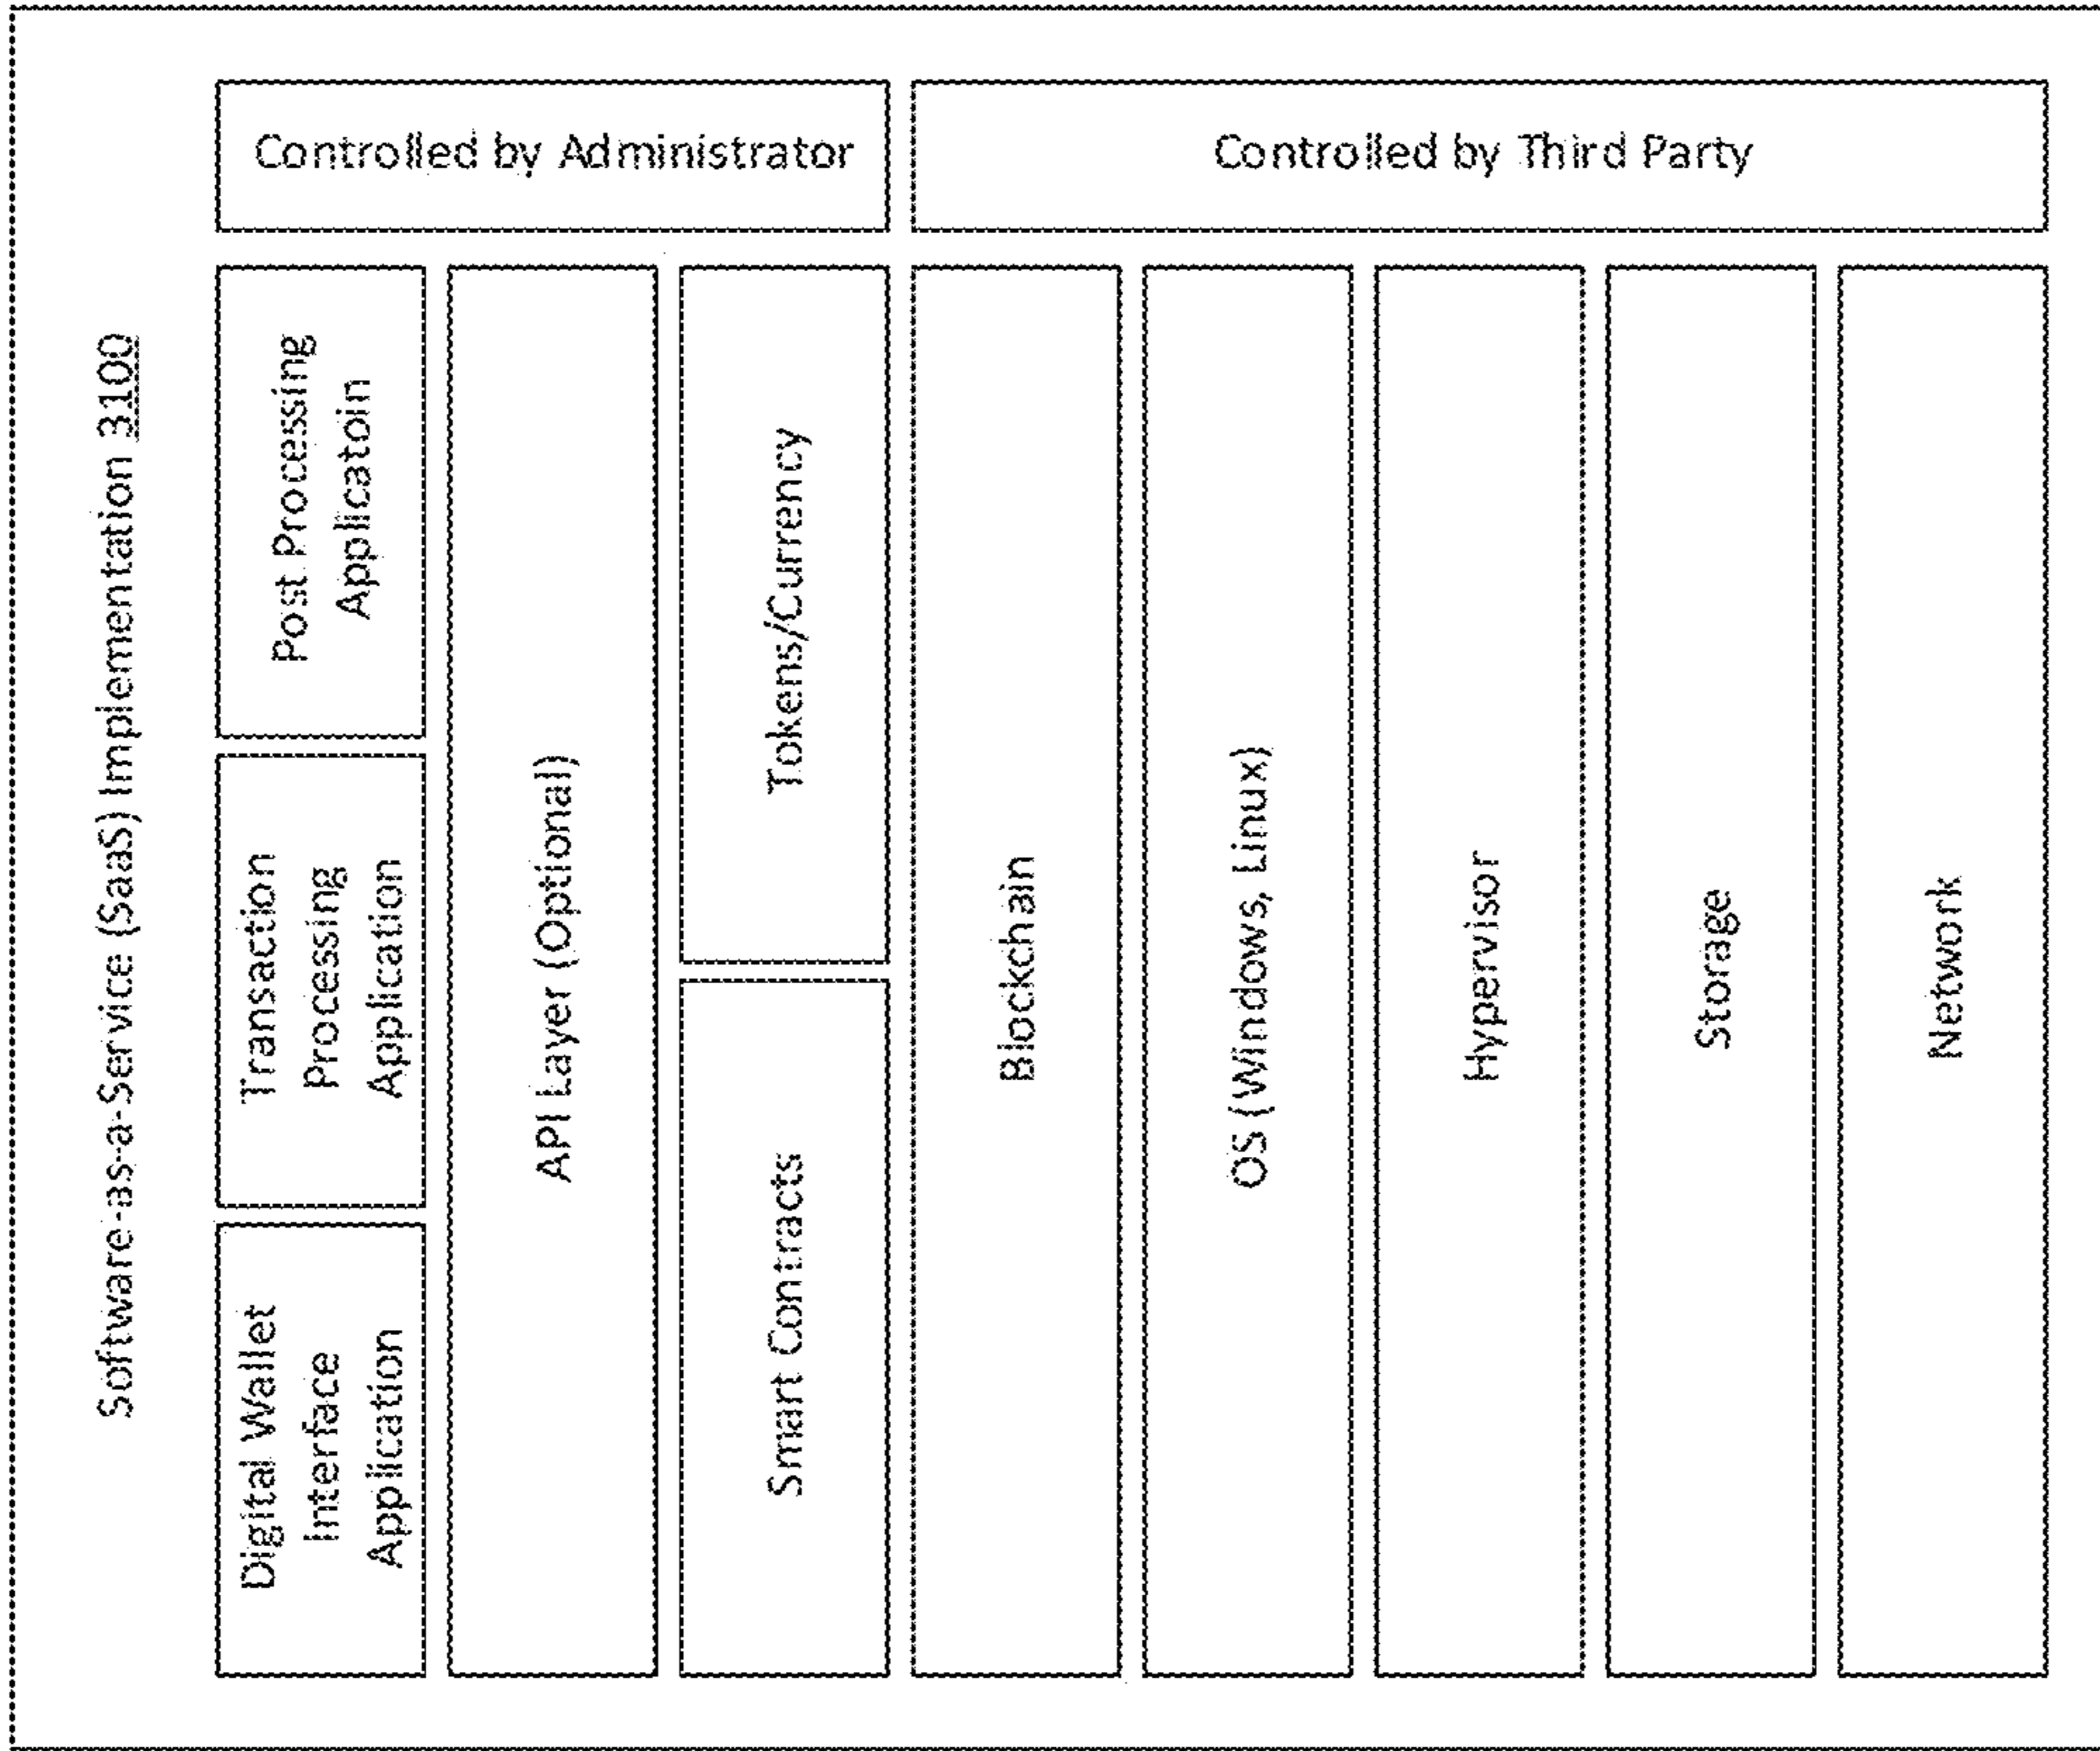 Software-as-a-Service (SaaS) Implementation 3100
Digital Wallet
Interface
Application
Transaction
Processing
Application
Post Processing
Applicatoin
Controlled by Administrator
API Layer (Optional)
Smart Contracts
Tokens/Currency
Blockchain
Controlled by Third Party
OS (Windows, Linux)
Hypervisor
Storage
Network